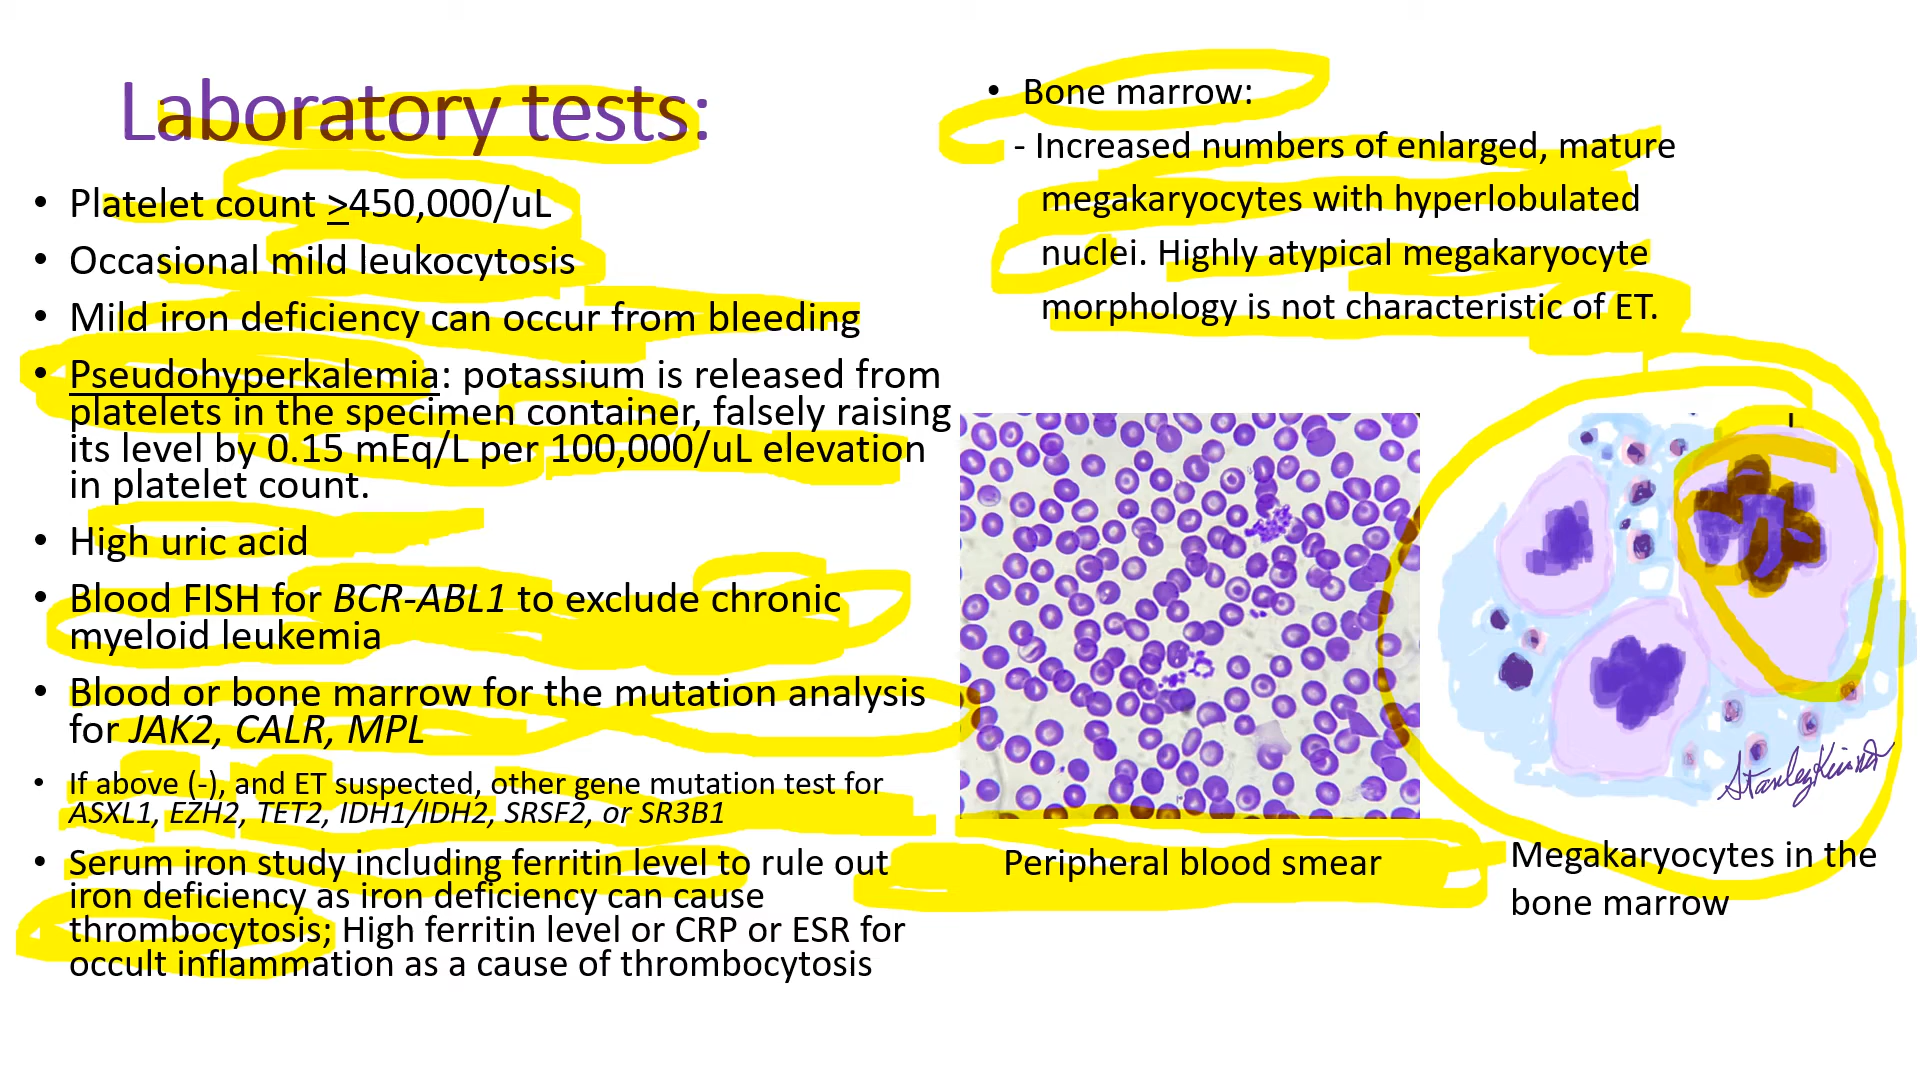 Laboratory tests:
• Platelet count >450,000/uL
• Occasional mild leukocytosis
• Mild iron deficiency can occur from bleeding
• Pseudohyperkalemia: potassium is released from
platelets in the specimen container, falsely raising
its level by 0.15 mEq/L per 100,000/uL elevation
in platelet count.
• High uric acid
• Blood FISH for BCR-ABL1 to exclude chronic
myeloid leukemia
• Blood or bone marrow for the mutation analysis
for JAK2, CALR, MPL
• If above (-), and ET suspected, other gene mutation test for
ASXL1, EZH2, TET2, IDH1/IDH2, SRSF2, or SR3B1
• Serum iron study including ferritin level to rule out
iron deficiency as iron deficiency can cause
thrombocytosis; High ferritin level or CRP or ESR for
occult inflammation as a cause of thrombocytosis
• Bone marrow:
- Increased numbers of enlarged, mature
megakaryocytes with hyperlobulated
nuclei. Highly atypical megakaryocyte
morphology is not characteristic of ET.
Peripheral blood smear
Megakaryocytes in the
bone marrow